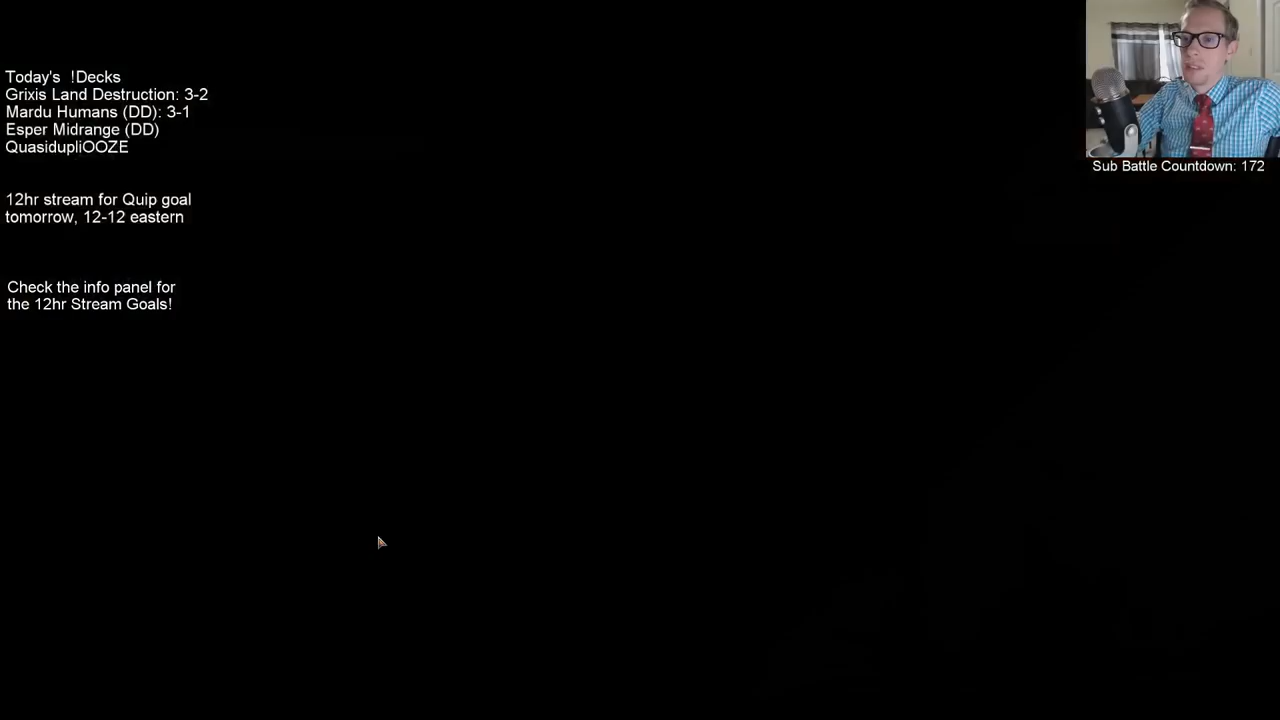 Today's !Decks
Grixis Land Destruction: 3-2
Mardu Humans (DD): 3-1
Esper Midrange (DD)
QuasidupliOOZE
12hr stream for Quip goal
tomorrow, 12-12 eastern
Check the info panel for
the 12hr Stream Goals!
Sub Battle Countdown: 172